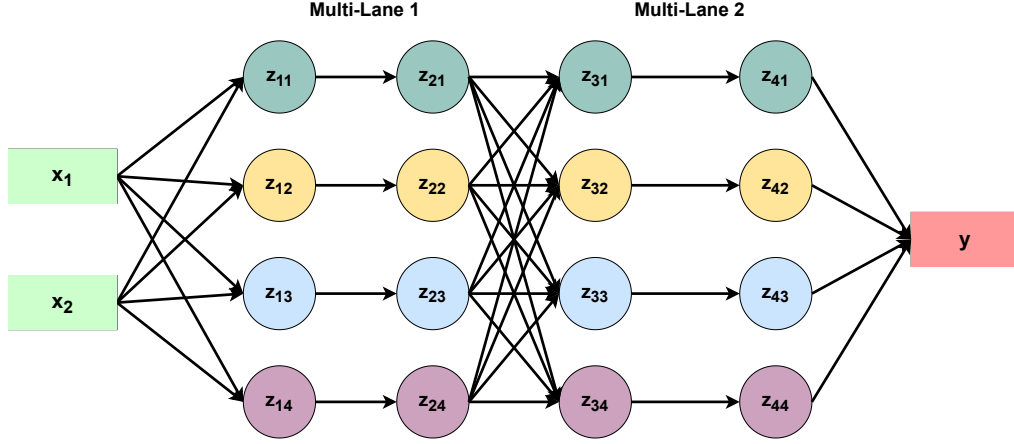 Multi-Lane 1 Multi-Lane 2
z11 z21 z31 z41
x1 z12 z22 z32 z42
y
x2 z13 z23 z33 z43
z14 z24 z34 z44